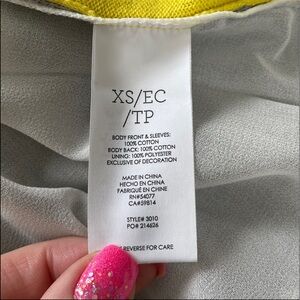 XS/EC
/TP
BODY FRONT & SLEEVES:
100% COTTON
BODY BACK: 100% COTTON
LINING: 100% POLYESTER
EXCLUSIVE OF DECORATION
MADE IN CHINA
HECHO EN CHINA
FABRIQUÉ EN CHINE
RN#54077
CA#59814
STYLE# 3010
PO# 214626
REVERSE FOR CARE